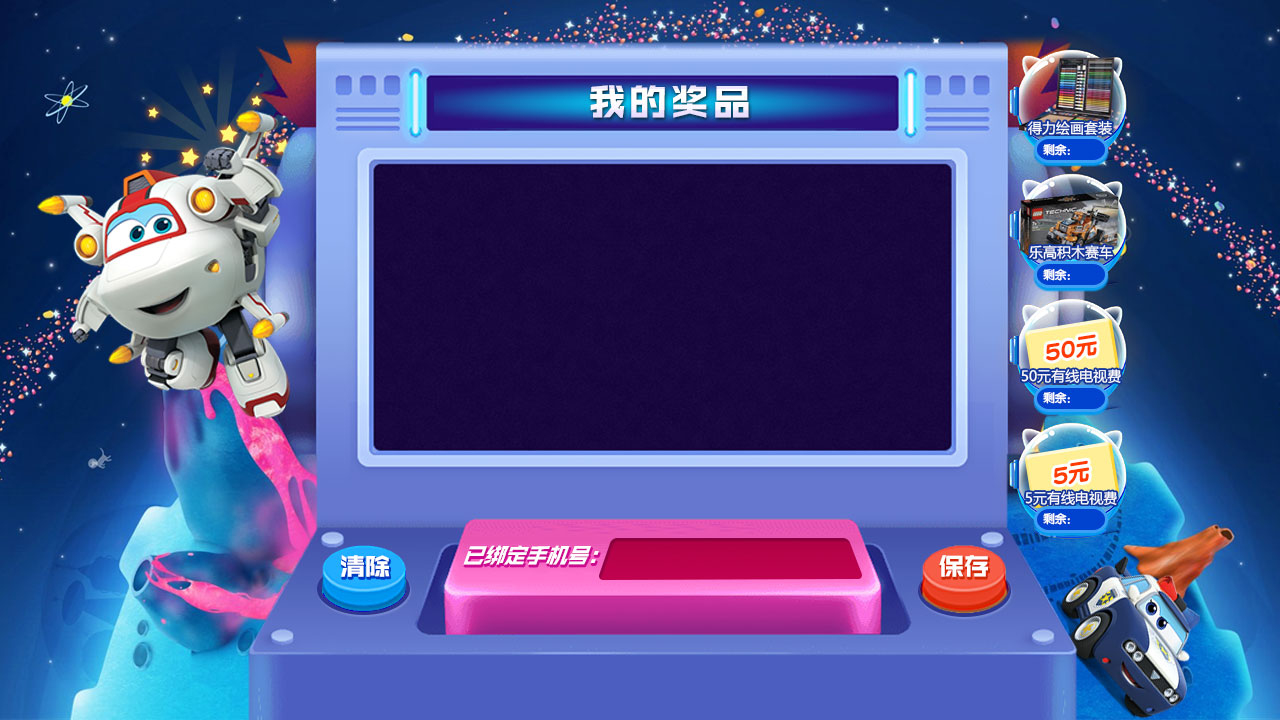 我的奖品
得力绘画套装
剩余:
TECHNIC
乐高积木赛车
剩余:
50元
50元有线电视费
剩余:
5元
5元有线电视费
剩余:
已绑定手机号:
清除
保存